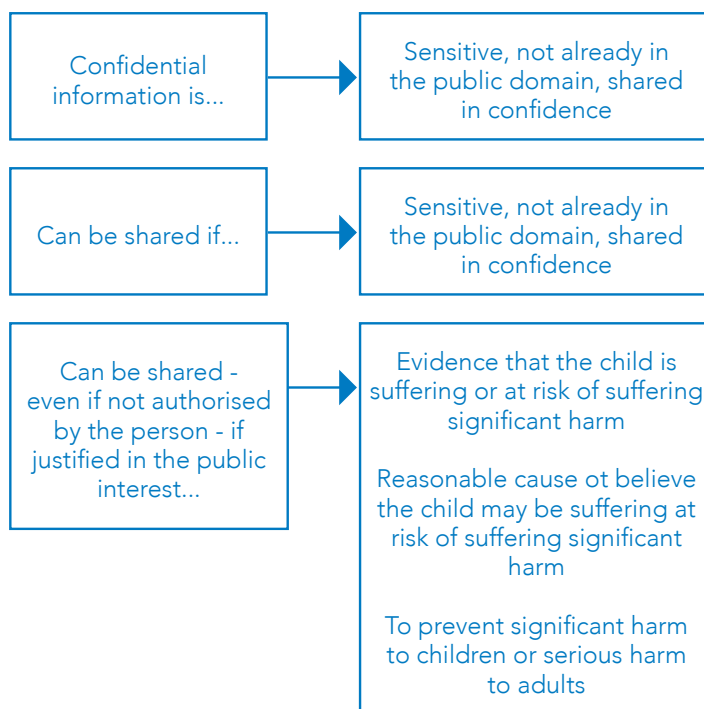 Confidential
information is...
Sensitive, not already in
the public domain, shared
in confidence
Can be shared if...
Sensitive, not already in
the public domain, shared
in confidence
Can be shared -
even if not authorised
by the person - if
justified in the public
interest...
Evidence that the child is
suffering or at risk of suffering
significant harm
Reasonable cause ot believe
the child may be suffering at
risk of suffering significant
harm
To prevent significant harm
to children or serious harm
to adults